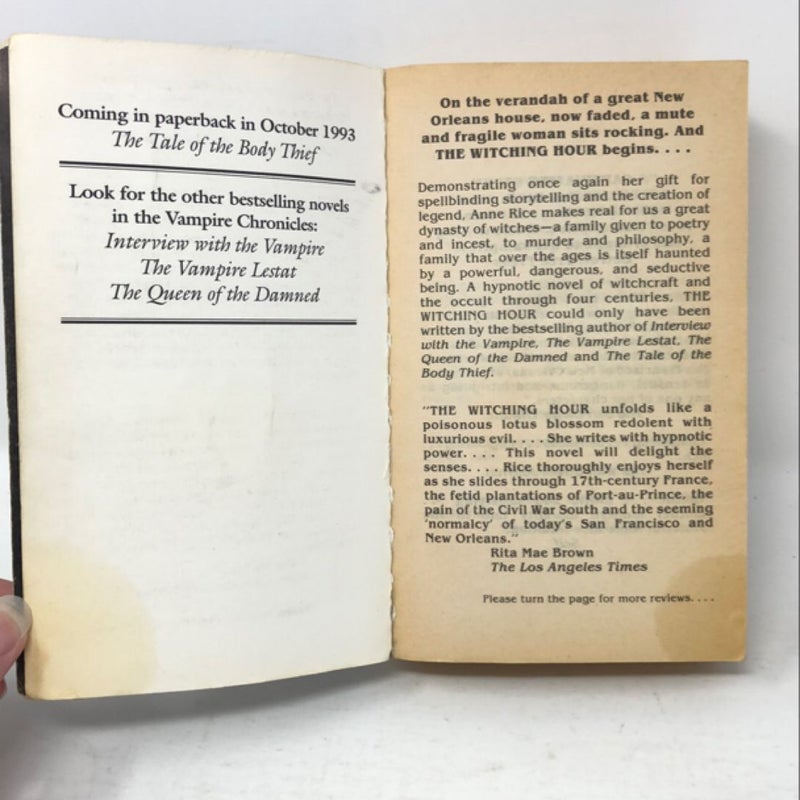 Coming in paperback in October 1993
The Tale of the Body Thief
Look for the other bestselling novels
in the Vampire Chronicles:
Interview with the Vampire
The Vampire Lestat
The Queen of the Damned
On the verandah of a great New
Orleans house, now faded, a mute
and fragile woman sits rocking. And
THE WITCHING HOUR begins. . . .
Demonstrating once again her gift for
spellbinding storytelling and the creation of
legend, Anne Rice makes real for us a great
dynasty of witches—a family given to poetry
and incest, to murder and philosophy, a
family that over the ages is itself haunted
by a powerful, dangerous, and seductive
being. A hypnotic novel of witchcraft and
the occult through four centuries, THE
WITCHING HOUR could only have been
written by the bestselling author of Interview
with the Vampire, The Vampire Lestat, The
Queen of the Damned and The Tale of the
Body Thief.
"THE WITCHING HOUR unfolds like a
poisonous lotus blossom redolent with
luxurious evil. . . . She writes with hypnotic
power. . . . This novel will delight the
senses. . . . Rice thoroughly enjoys herself
as she slides through 17th-century France,
the fetid plantations of Port-au-Prince, the
pain of the Civil War South and the seeming
'normalcy' of today's San Francisco and
New Orleans."
Rita Mae Brown
The Los Angeles Times
Please turn the page for more reviews. . . .